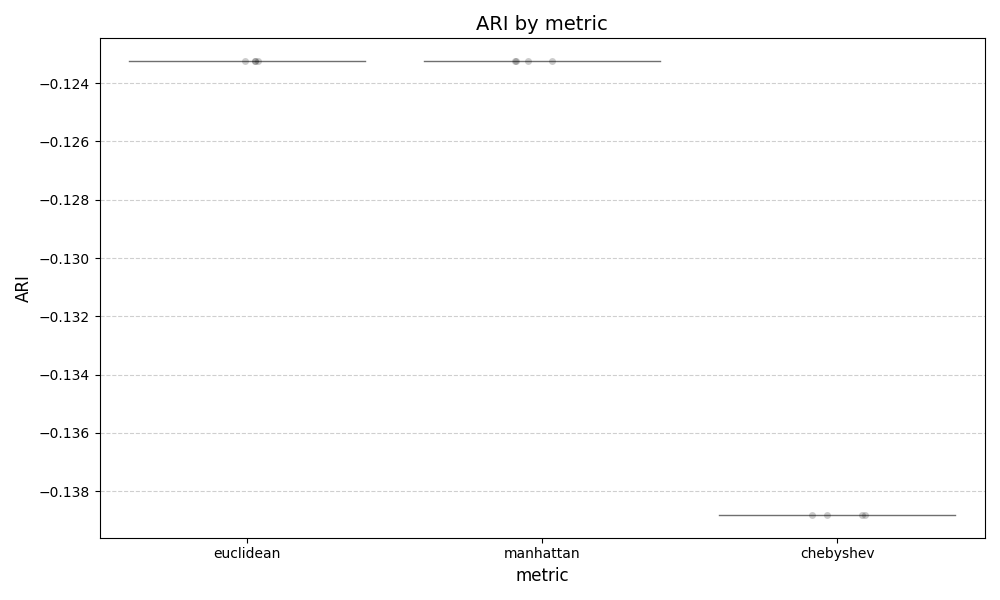 ARI by metric
−0.124
−0.126
−0.128
−0.130
−0.132
−0.134
−0.136
−0.138
ARI
euclidean
manhattan
chebyshev
metric